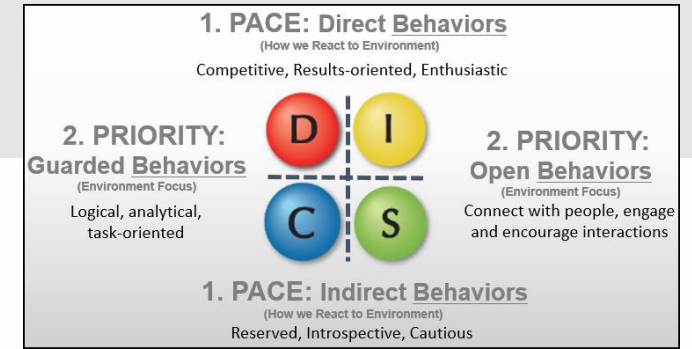 1. PACE: Direct Behaviors
(How we React to Environment)
Competitive, Results-oriented, Enthusiastic
D
I
2. PRIORITY:
Guarded Behaviors
(Environment Focus)
Logical, analytical,
task-oriented
2. PRIORITY:
Open Behaviors
(Environment Focus)
Connect with people, engage
and encourage interactions
C
S
1. PACE: Indirect Behaviors
(How we React to Environment)
Reserved, Introspective, Cautious